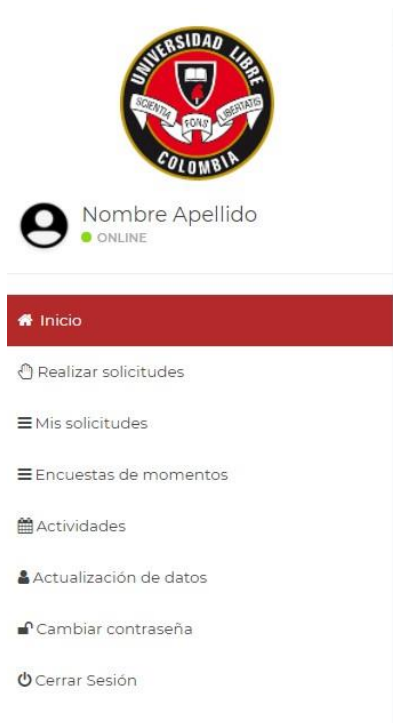 UNIVERSIDAD LIBRE
SCIENTIA FONS LIBERTATIS
COLOMBIA
Nombre Apellido
ONLINE
Inicio
Realizar solicitudes
Mis solicitudes
Encuestas de momentos
Actividades
Actualización de datos
Cambiar contraseña
Cerrar Sesión